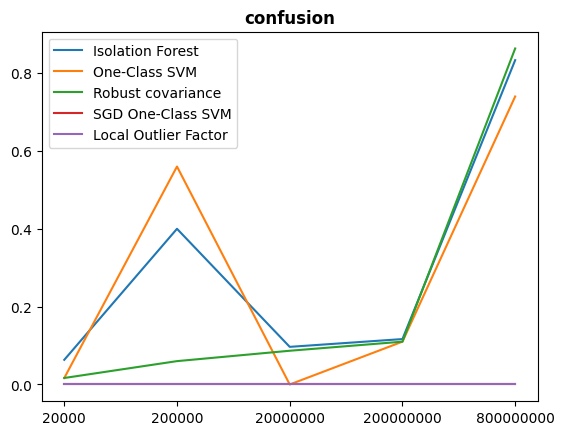 confusion
Isolation Forest
One-Class SVM
Robust covariance
SGD One-Class SVM
Local Outlier Factor
0.8
0.6
0.4
0.2
0.0
20000 200000 20000000 200000000 800000000